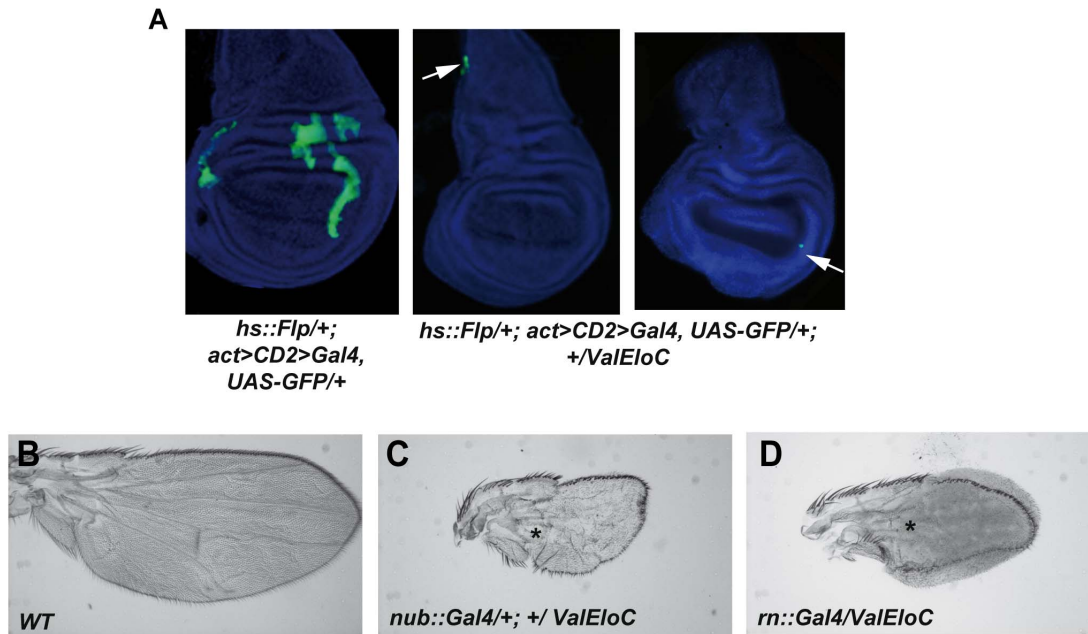 A
hs::Flp/+;
act>CD2>Gal4,
UAS-GFP/+
hs::Flp/+; act>CD2>Gal4, UAS-GFP/+;
+/ValEloC
B
WT
C
*
nub::Gal4/+; +/ ValEloC
D
*
rn::Gal4/ValEloC